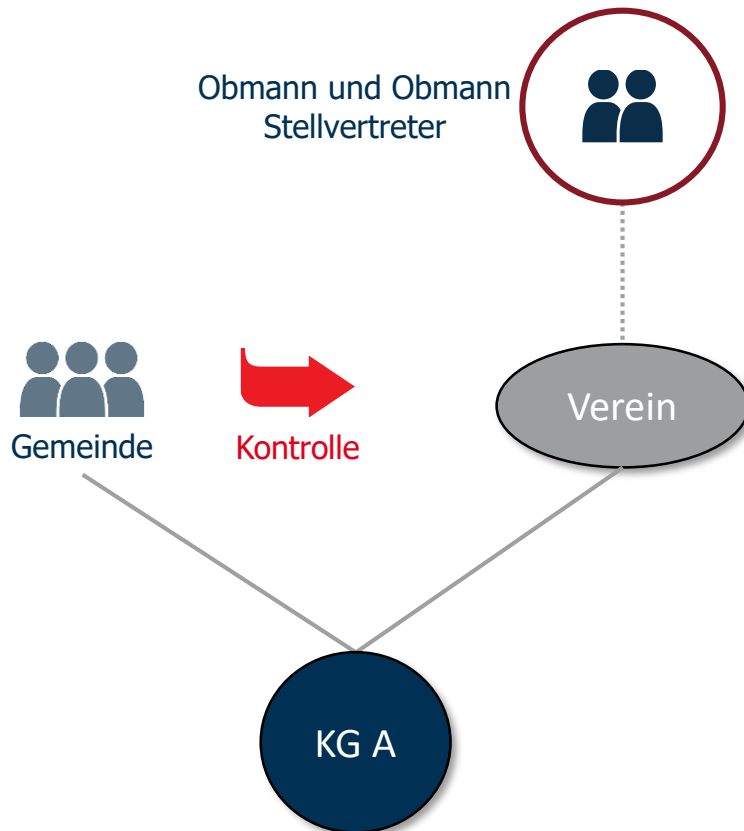 Obmann und Obmann
Stellvertreter
Verein
Gemeinde
Kontrolle
KG A